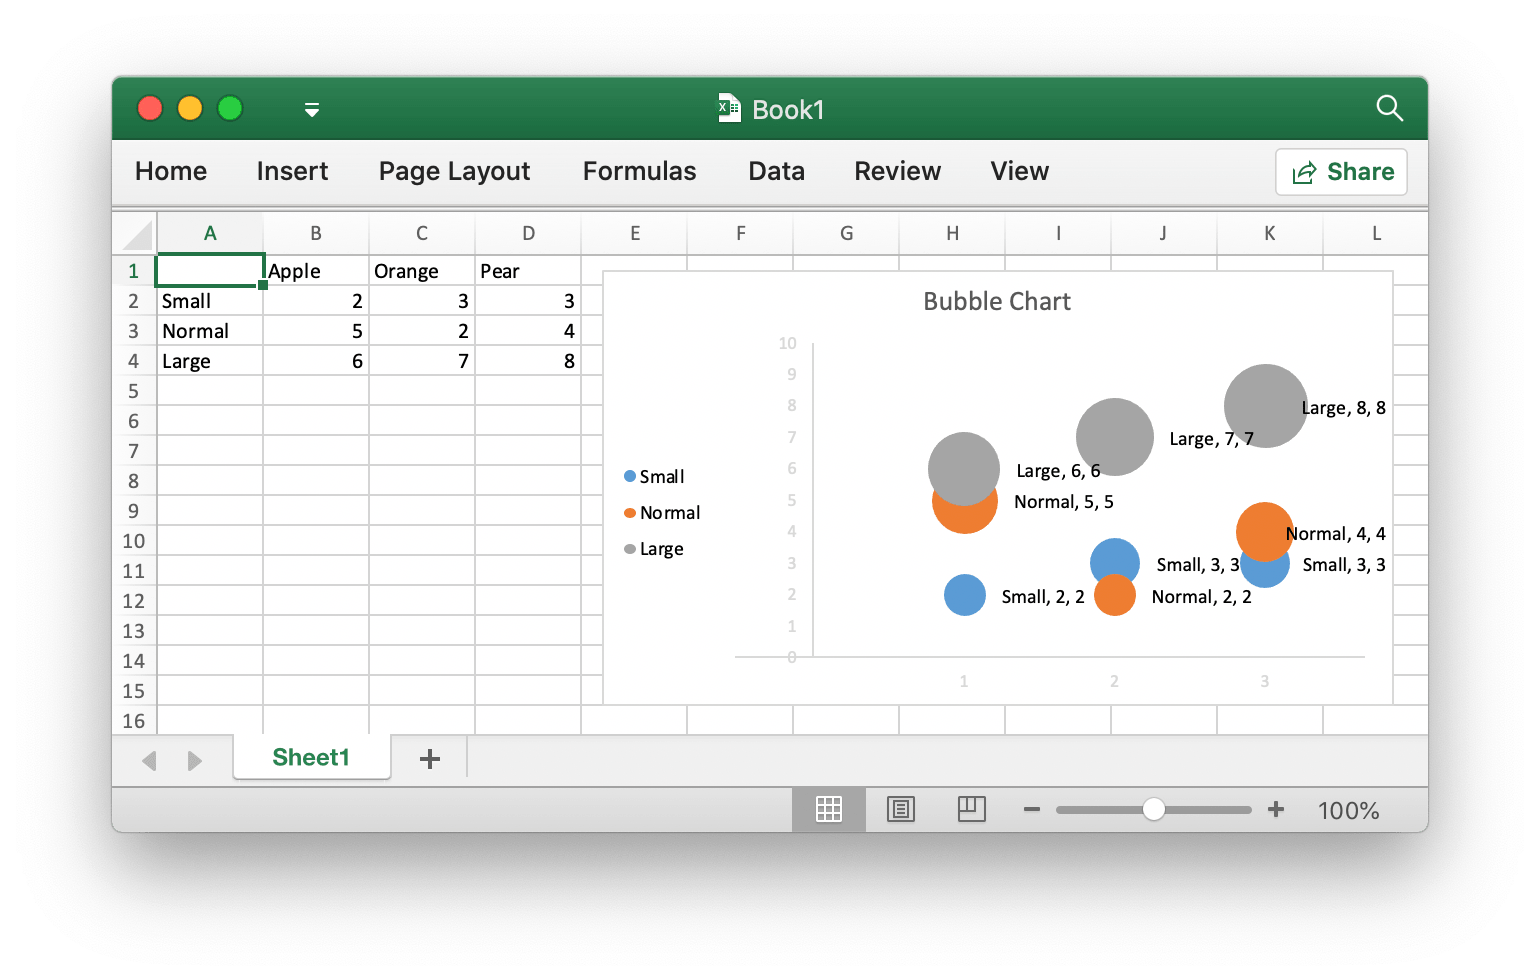 Book1
Home Insert Page Layout Formulas Data Review View Share
A B C D E F G H I J K L
1 Apple Orange Pear
2 Small 2 3 3
3 Normal 5 2 4
4 Large 6 7 8
5
6
7
8
9
10
11
12
13
14
15
16
Bubble Chart
10
9
8
7
6
5
4
3
2
1
0
1 2 3
Small
Normal
Large
Large, 8, 8
Large, 7, 7
Large, 6, 6
Normal, 5, 5
Normal, 4, 4
Small, 3, 3
Small, 3, 3
Small, 2, 2
Normal, 2, 2
Sheet1 +
100%